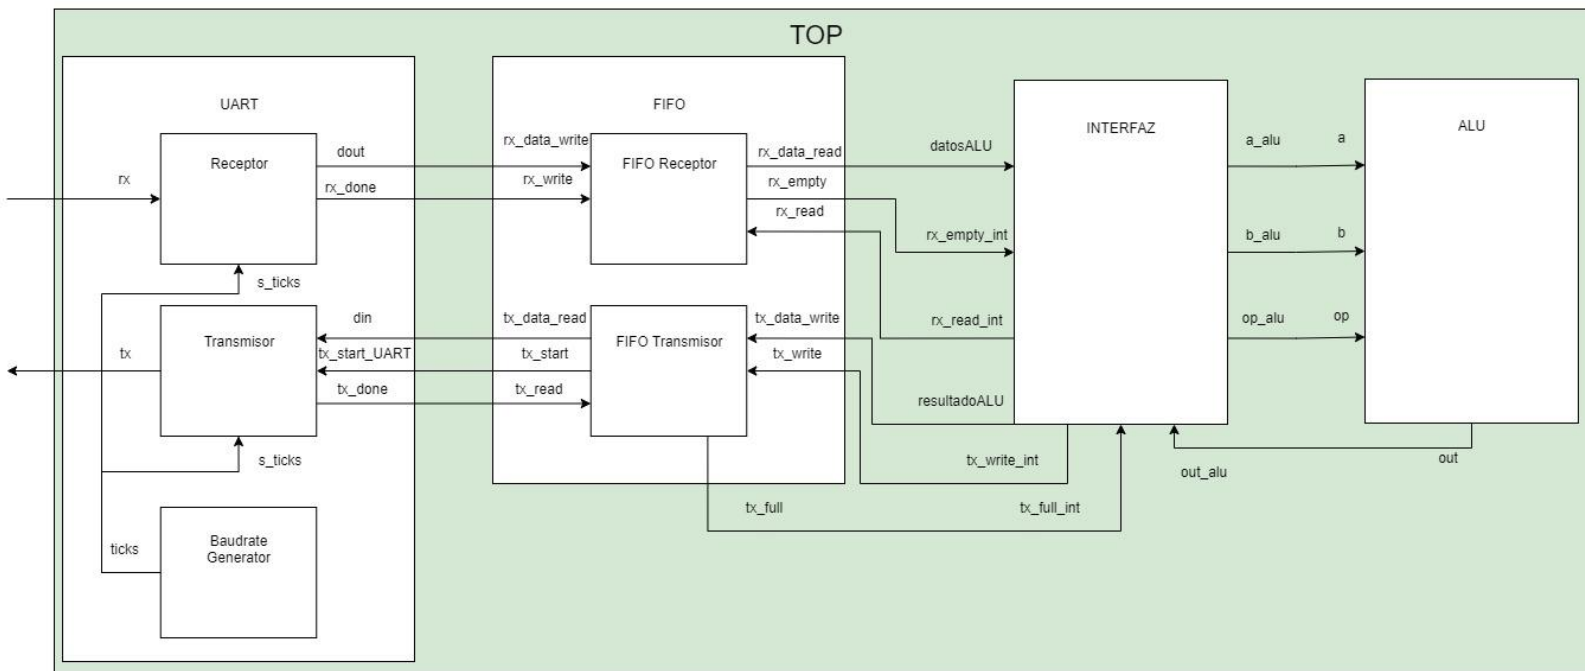 TOP
UART
FIFO
INTERFAZ
ALU
Receptor
dout
rx_data_write
FIFO Receptor
rx_data_read
datosALU
a_alu
a
rx
rx_done
rx_write
rx_empty
rx_read
rx_empty_int
b_alu
b
s_ticks
Transmisor
din
tx_data_read
FIFO Transmisor
tx_data_write
rx_read_int
op_alu
op
tx
tx_start_UART
tx_start
tx_write
tx_done
tx_read
resultadoALU
s_ticks
tx_write_int
out_alu
out
tx_full
tx_full_int
ticks
Baudrate
Generator